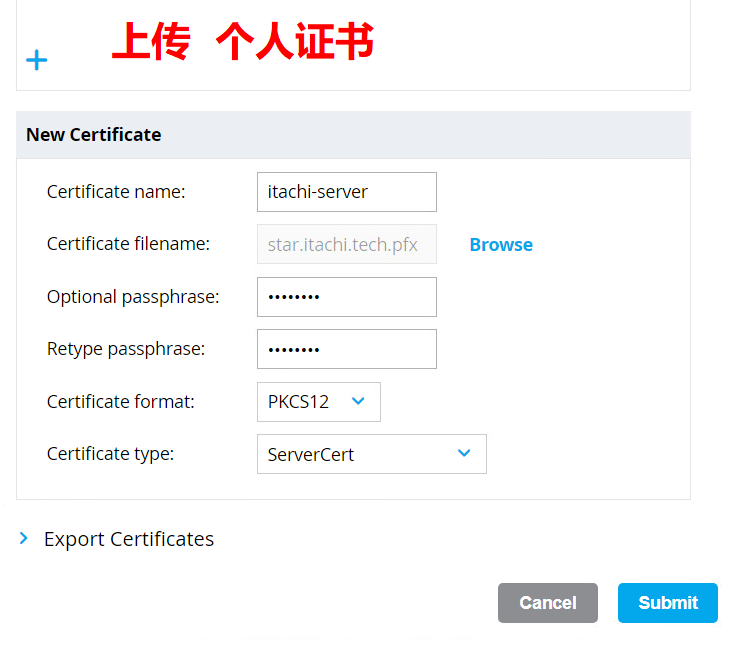 上传 个人证书
New Certificate
Certificate name: itachi-server
Certificate filename: star.itachi.tech.pfx Browse
Optional passphrase: ••••••••
Retype passphrase: ••••••••
Certificate format: PKCS12
Certificate type: ServerCert
Export Certificates
Cancel Submit